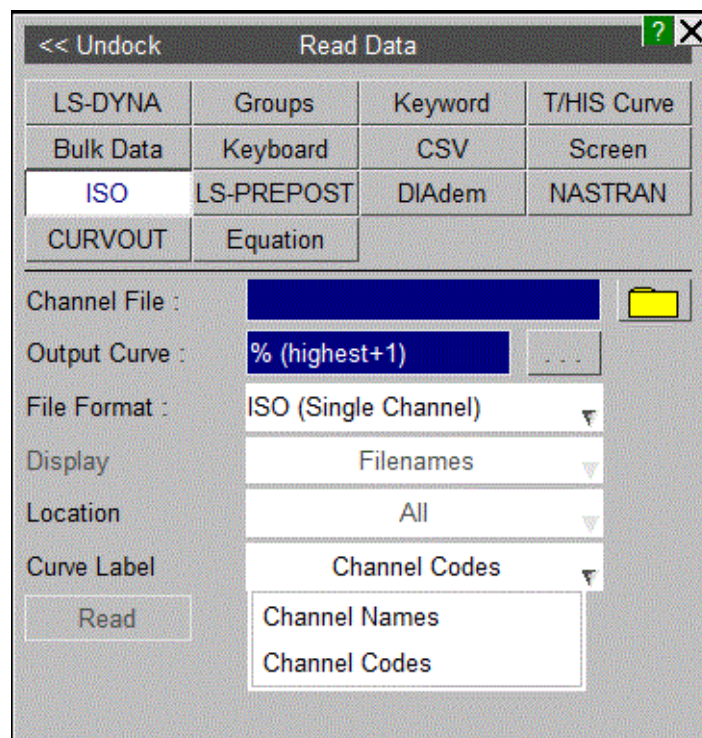 << Undock Read Data ? X
LS-DYNA Groups Keyword T/HIS Curve
Bulk Data Keyboard CSV Screen
ISO LS-PREPOST DIAdem NASTRAN
CURVOUT Equation
Channel File :
Output Curve : % (highest+1) . . .
File Format : ISO (Single Channel)
Display Filenames
Location All
Curve Label Channel Codes
Read Channel Names
Channel Codes